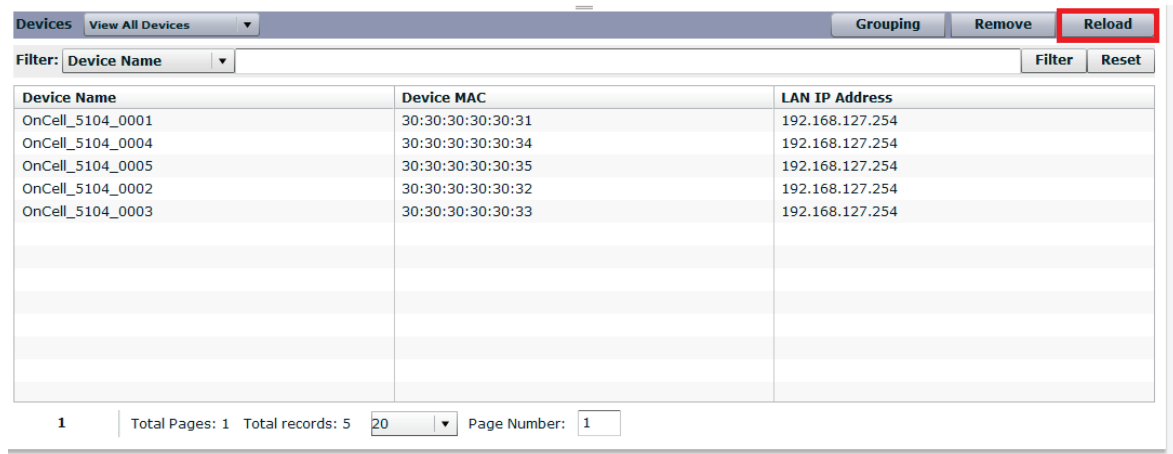 Devices View All Devices Grouping Remove Reload
Filter: Device Name Filter Reset
Device Name Device MAC LAN IP Address
OnCell_5104_0001 30:30:30:30:30:31 192.168.127.254
OnCell_5104_0004 30:30:30:30:30:34 192.168.127.254
OnCell_5104_0005 30:30:30:30:30:35 192.168.127.254
OnCell_5104_0002 30:30:30:30:30:32 192.168.127.254
OnCell_5104_0003 30:30:30:30:30:33 192.168.127.254
1 Total Pages: 1 Total records: 5 20 Page Number: 1